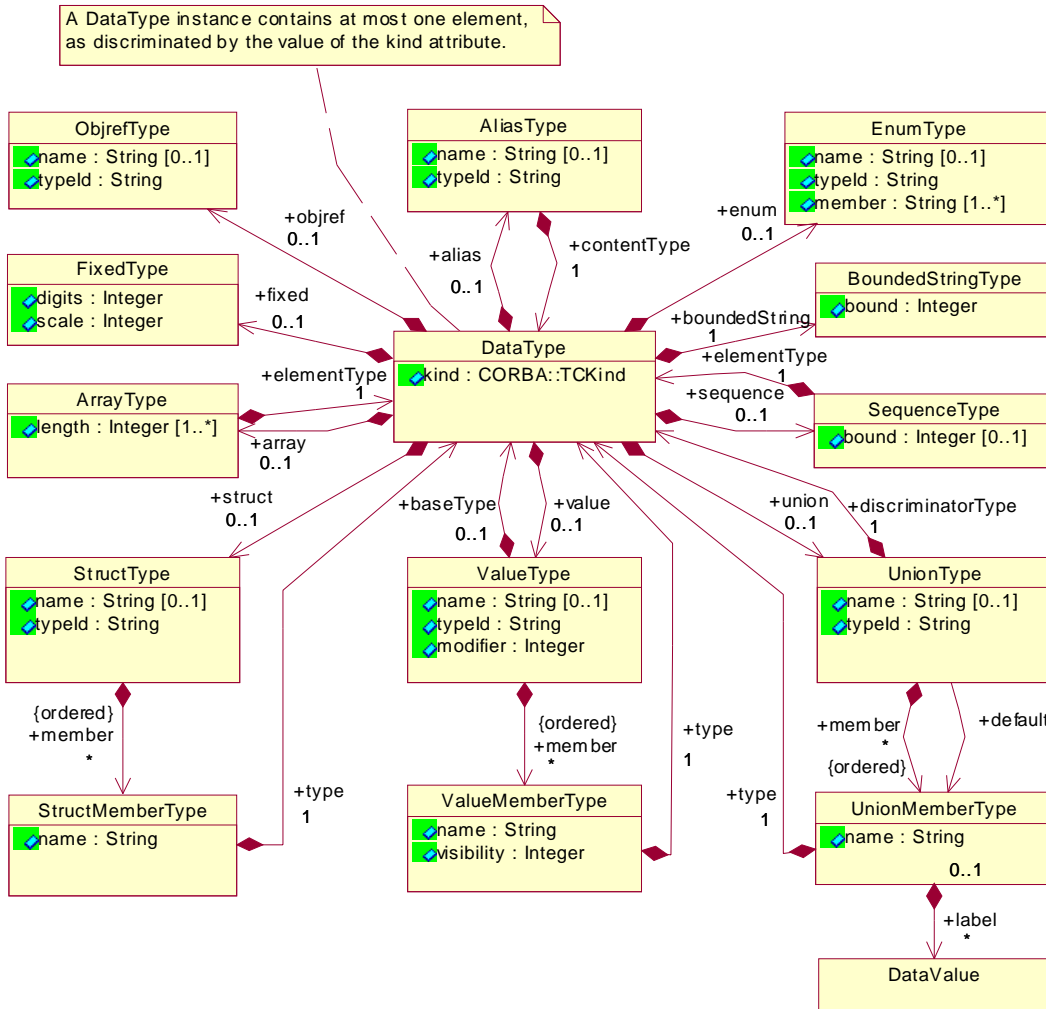 A DataType instance contains at most one element,
as discriminated by the value of the kind attribute.
ObjrefType
name : String [0..1]
typeId : String
AliasType
name : String [0..1]
typeId : String
EnumType
name : String [0..1]
typeId : String
member : String [1..*]
+objref
0..1
+alias
0..1
+contentType
1
+enum
0..1
FixedType
digits : Integer
scale : Integer
+fixed
0..1
BoundedStringType
bound : Integer
+boundedString
1
DataType
kind : CORBA::TCKind
+elementType
1
+elementType
1
ArrayType
length : Integer [1..*]
+array
0..1
+sequence
0..1
SequenceType
bound : Integer [0..1]
+struct
0..1
+baseType
0..1
+value
0..1
+union
0..1
+discriminatorType
1
StructType
name : String [0..1]
typeId : String
ValueType
name : String [0..1]
typeId : String
modifier : Integer
UnionType
name : String [0..1]
typeId : String
{ordered}
+member
*
{ordered}
+member
*
+type
1
+member
*
{ordered}
+default
+type
1
+type
1
StructMemberType
name : String
ValueMemberType
name : String
visibility : Integer
UnionMemberType
name : String
0..1
+label
*
DataValue